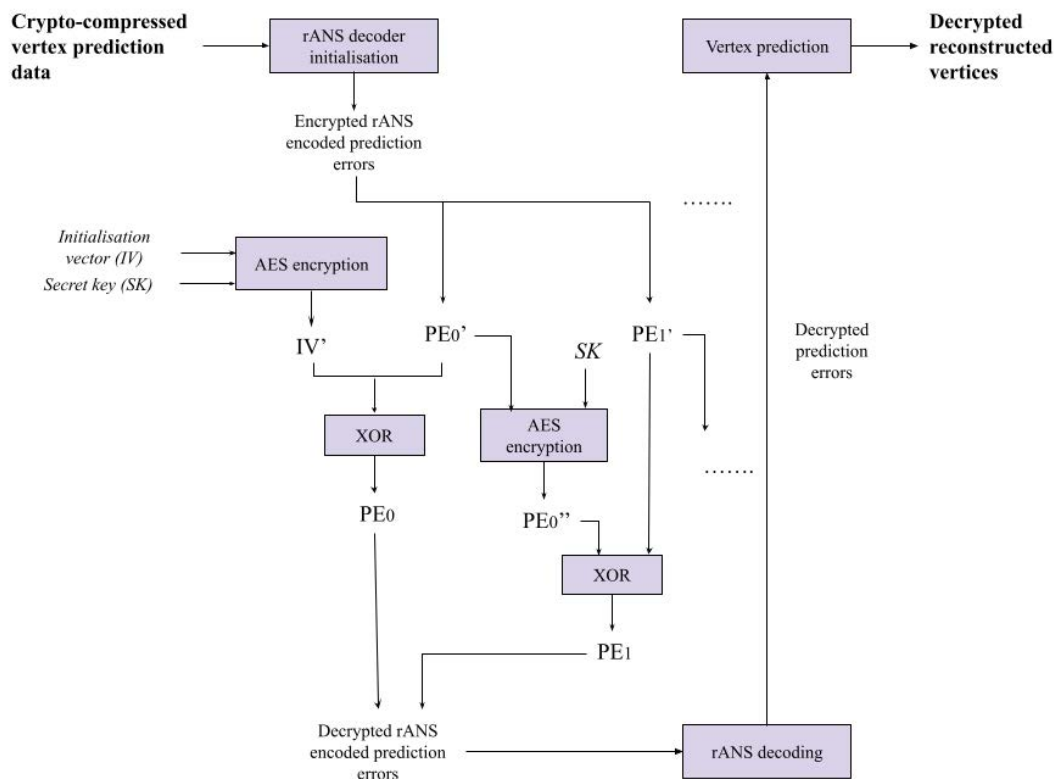 Crypto-compressed
vertex prediction
data
rANS decoder
initialisation
Vertex prediction
Decrypted
reconstructed
vertices
Encrypted rANS
encoded prediction
errors
.......
Initialisation
vector (IV)
Secret key (SK)
AES encryption
IV'
PE0'
SK
PE1'
Decrypted
prediction
errors
XOR
AES
encryption
.......
PE0
PE0''
XOR
PE1
Decrypted rANS
encoded prediction
errors
rANS decoding